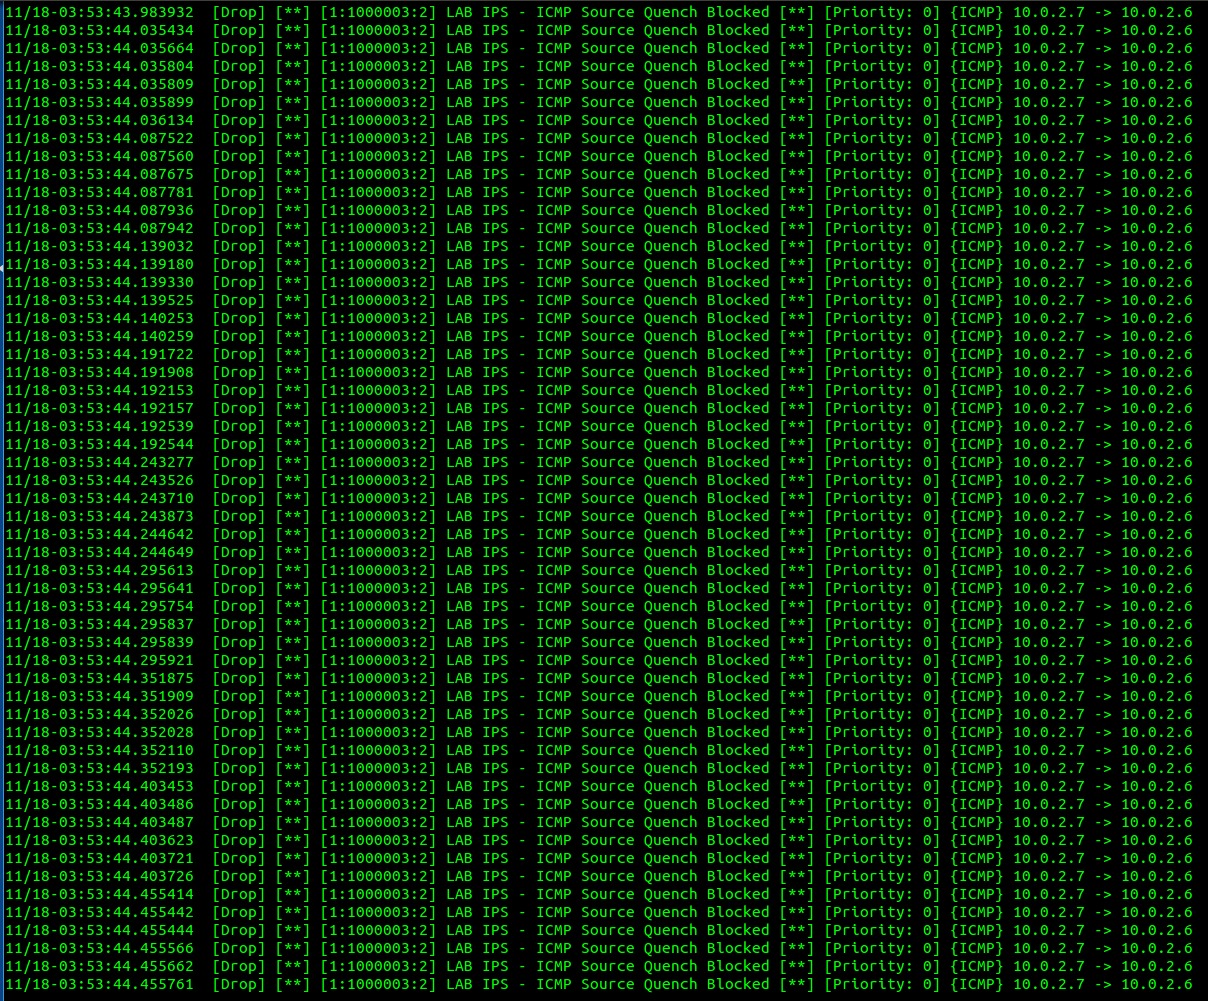 11/18-03:53:43.983932  [Drop] [**] [1:1000003:2] LAB IPS - ICMP Source Quench Blocked [**] [Priority: 0] {ICMP} 10.0.2.7 -> 10.0.2.6
11/18-03:53:44.035434  [Drop] [**] [1:1000003:2] LAB IPS - ICMP Source Quench Blocked [**] [Priority: 0] {ICMP} 10.0.2.7 -> 10.0.2.6
11/18-03:53:44.035664  [Drop] [**] [1:1000003:2] LAB IPS - ICMP Source Quench Blocked [**] [Priority: 0] {ICMP} 10.0.2.7 -> 10.0.2.6
11/18-03:53:44.035804  [Drop] [**] [1:1000003:2] LAB IPS - ICMP Source Quench Blocked [**] [Priority: 0] {ICMP} 10.0.2.7 -> 10.0.2.6
11/18-03:53:44.035809  [Drop] [**] [1:1000003:2] LAB IPS - ICMP Source Quench Blocked [**] [Priority: 0] {ICMP} 10.0.2.7 -> 10.0.2.6
11/18-03:53:44.035899  [Drop] [**] [1:1000003:2] LAB IPS - ICMP Source Quench Blocked [**] [Priority: 0] {ICMP} 10.0.2.7 -> 10.0.2.6
11/18-03:53:44.036134  [Drop] [**] [1:1000003:2] LAB IPS - ICMP Source Quench Blocked [**] [Priority: 0] {ICMP} 10.0.2.7 -> 10.0.2.6
11/18-03:53:44.087522  [Drop] [**] [1:1000003:2] LAB IPS - ICMP Source Quench Blocked [**] [Priority: 0] {ICMP} 10.0.2.7 -> 10.0.2.6
11/18-03:53:44.087560  [Drop] [**] [1:1000003:2] LAB IPS - ICMP Source Quench Blocked [**] [Priority: 0] {ICMP} 10.0.2.7 -> 10.0.2.6
11/18-03:53:44.087675  [Drop] [**] [1:1000003:2] LAB IPS - ICMP Source Quench Blocked [**] [Priority: 0] {ICMP} 10.0.2.7 -> 10.0.2.6
11/18-03:53:44.087781  [Drop] [**] [1:1000003:2] LAB IPS - ICMP Source Quench Blocked [**] [Priority: 0] {ICMP} 10.0.2.7 -> 10.0.2.6
11/18-03:53:44.087936  [Drop] [**] [1:1000003:2] LAB IPS - ICMP Source Quench Blocked [**] [Priority: 0] {ICMP} 10.0.2.7 -> 10.0.2.6
11/18-03:53:44.087942  [Drop] [**] [1:1000003:2] LAB IPS - ICMP Source Quench Blocked [**] [Priority: 0] {ICMP} 10.0.2.7 -> 10.0.2.6
11/18-03:53:44.139032  [Drop] [**] [1:1000003:2] LAB IPS - ICMP Source Quench Blocked [**] [Priority: 0] {ICMP} 10.0.2.7 -> 10.0.2.6
11/18-03:53:44.139180  [Drop] [**] [1:1000003:2] LAB IPS - ICMP Source Quench Blocked [**] [Priority: 0] {ICMP} 10.0.2.7 -> 10.0.2.6
11/18-03:53:44.139330  [Drop] [**] [1:1000003:2] LAB IPS - ICMP Source Quench Blocked [**] [Priority: 0] {ICMP} 10.0.2.7 -> 10.0.2.6
11/18-03:53:44.139525  [Drop] [**] [1:1000003:2] LAB IPS - ICMP Source Quench Blocked [**] [Priority: 0] {ICMP} 10.0.2.7 -> 10.0.2.6
11/18-03:53:44.140253  [Drop] [**] [1:1000003:2] LAB IPS - ICMP Source Quench Blocked [**] [Priority: 0] {ICMP} 10.0.2.7 -> 10.0.2.6
11/18-03:53:44.140259  [Drop] [**] [1:1000003:2] LAB IPS - ICMP Source Quench Blocked [**] [Priority: 0] {ICMP} 10.0.2.7 -> 10.0.2.6
11/18-03:53:44.191722  [Drop] [**] [1:1000003:2] LAB IPS - ICMP Source Quench Blocked [**] [Priority: 0] {ICMP} 10.0.2.7 -> 10.0.2.6
11/18-03:53:44.191908  [Drop] [**] [1:1000003:2] LAB IPS - ICMP Source Quench Blocked [**] [Priority: 0] {ICMP} 10.0.2.7 -> 10.0.2.6
11/18-03:53:44.192153  [Drop] [**] [1:1000003:2] LAB IPS - ICMP Source Quench Blocked [**] [Priority: 0] {ICMP} 10.0.2.7 -> 10.0.2.6
11/18-03:53:44.192157  [Drop] [**] [1:1000003:2] LAB IPS - ICMP Source Quench Blocked [**] [Priority: 0] {ICMP} 10.0.2.7 -> 10.0.2.6
11/18-03:53:44.192539  [Drop] [**] [1:1000003:2] LAB IPS - ICMP Source Quench Blocked [**] [Priority: 0] {ICMP} 10.0.2.7 -> 10.0.2.6
11/18-03:53:44.192544  [Drop] [**] [1:1000003:2] LAB IPS - ICMP Source Quench Blocked [**] [Priority: 0] {ICMP} 10.0.2.7 -> 10.0.2.6
11/18-03:53:44.243277  [Drop] [**] [1:1000003:2] LAB IPS - ICMP Source Quench Blocked [**] [Priority: 0] {ICMP} 10.0.2.7 -> 10.0.2.6
11/18-03:53:44.243526  [Drop] [**] [1:1000003:2] LAB IPS - ICMP Source Quench Blocked [**] [Priority: 0] {ICMP} 10.0.2.7 -> 10.0.2.6
11/18-03:53:44.243710  [Drop] [**] [1:1000003:2] LAB IPS - ICMP Source Quench Blocked [**] [Priority: 0] {ICMP} 10.0.2.7 -> 10.0.2.6
11/18-03:53:44.243873  [Drop] [**] [1:1000003:2] LAB IPS - ICMP Source Quench Blocked [**] [Priority: 0] {ICMP} 10.0.2.7 -> 10.0.2.6
11/18-03:53:44.244642  [Drop] [**] [1:1000003:2] LAB IPS - ICMP Source Quench Blocked [**] [Priority: 0] {ICMP} 10.0.2.7 -> 10.0.2.6
11/18-03:53:44.244649  [Drop] [**] [1:1000003:2] LAB IPS - ICMP Source Quench Blocked [**] [Priority: 0] {ICMP} 10.0.2.7 -> 10.0.2.6
11/18-03:53:44.295613  [Drop] [**] [1:1000003:2] LAB IPS - ICMP Source Quench Blocked [**] [Priority: 0] {ICMP} 10.0.2.7 -> 10.0.2.6
11/18-03:53:44.295641  [Drop] [**] [1:1000003:2] LAB IPS - ICMP Source Quench Blocked [**] [Priority: 0] {ICMP} 10.0.2.7 -> 10.0.2.6
11/18-03:53:44.295754  [Drop] [**] [1:1000003:2] LAB IPS - ICMP Source Quench Blocked [**] [Priority: 0] {ICMP} 10.0.2.7 -> 10.0.2.6
11/18-03:53:44.295837  [Drop] [**] [1:1000003:2] LAB IPS - ICMP Source Quench Blocked [**] [Priority: 0] {ICMP} 10.0.2.7 -> 10.0.2.6
11/18-03:53:44.295839  [Drop] [**] [1:1000003:2] LAB IPS - ICMP Source Quench Blocked [**] [Priority: 0] {ICMP} 10.0.2.7 -> 10.0.2.6
11/18-03:53:44.295921  [Drop] [**] [1:1000003:2] LAB IPS - ICMP Source Quench Blocked [**] [Priority: 0] {ICMP} 10.0.2.7 -> 10.0.2.6
11/18-03:53:44.351875  [Drop] [**] [1:1000003:2] LAB IPS - ICMP Source Quench Blocked [**] [Priority: 0] {ICMP} 10.0.2.7 -> 10.0.2.6
11/18-03:53:44.351909  [Drop] [**] [1:1000003:2] LAB IPS - ICMP Source Quench Blocked [**] [Priority: 0] {ICMP} 10.0.2.7 -> 10.0.2.6
11/18-03:53:44.352026  [Drop] [**] [1:1000003:2] LAB IPS - ICMP Source Quench Blocked [**] [Priority: 0] {ICMP} 10.0.2.7 -> 10.0.2.6
11/18-03:53:44.352028  [Drop] [**] [1:1000003:2] LAB IPS - ICMP Source Quench Blocked [**] [Priority: 0] {ICMP} 10.0.2.7 -> 10.0.2.6
11/18-03:53:44.352110  [Drop] [**] [1:1000003:2] LAB IPS - ICMP Source Quench Blocked [**] [Priority: 0] {ICMP} 10.0.2.7 -> 10.0.2.6
11/18-03:53:44.352193  [Drop] [**] [1:1000003:2] LAB IPS - ICMP Source Quench Blocked [**] [Priority: 0] {ICMP} 10.0.2.7 -> 10.0.2.6
11/18-03:53:44.403453  [Drop] [**] [1:1000003:2] LAB IPS - ICMP Source Quench Blocked [**] [Priority: 0] {ICMP} 10.0.2.7 -> 10.0.2.6
11/18-03:53:44.403486  [Drop] [**] [1:1000003:2] LAB IPS - ICMP Source Quench Blocked [**] [Priority: 0] {ICMP} 10.0.2.7 -> 10.0.2.6
11/18-03:53:44.403487  [Drop] [**] [1:1000003:2] LAB IPS - ICMP Source Quench Blocked [**] [Priority: 0] {ICMP} 10.0.2.7 -> 10.0.2.6
11/18-03:53:44.403623  [Drop] [**] [1:1000003:2] LAB IPS - ICMP Source Quench Blocked [**] [Priority: 0] {ICMP} 10.0.2.7 -> 10.0.2.6
11/18-03:53:44.403721  [Drop] [**] [1:1000003:2] LAB IPS - ICMP Source Quench Blocked [**] [Priority: 0] {ICMP} 10.0.2.7 -> 10.0.2.6
11/18-03:53:44.403726  [Drop] [**] [1:1000003:2] LAB IPS - ICMP Source Quench Blocked [**] [Priority: 0] {ICMP} 10.0.2.7 -> 10.0.2.6
11/18-03:53:44.455414  [Drop] [**] [1:1000003:2] LAB IPS - ICMP Source Quench Blocked [**] [Priority: 0] {ICMP} 10.0.2.7 -> 10.0.2.6
11/18-03:53:44.455442  [Drop] [**] [1:1000003:2] LAB IPS - ICMP Source Quench Blocked [**] [Priority: 0] {ICMP} 10.0.2.7 -> 10.0.2.6
11/18-03:53:44.455444  [Drop] [**] [1:1000003:2] LAB IPS - ICMP Source Quench Blocked [**] [Priority: 0] {ICMP} 10.0.2.7 -> 10.0.2.6
11/18-03:53:44.455566  [Drop] [**] [1:1000003:2] LAB IPS - ICMP Source Quench Blocked [**] [Priority: 0] {ICMP} 10.0.2.7 -> 10.0.2.6
11/18-03:53:44.455662  [Drop] [**] [1:1000003:2] LAB IPS - ICMP Source Quench Blocked [**] [Priority: 0] {ICMP} 10.0.2.7 -> 10.0.2.6
11/18-03:53:44.455761  [Drop] [**] [1:1000003:2] LAB IPS - ICMP Source Quench Blocked [**] [Priority: 0] {ICMP} 10.0.2.7 -> 10.0.2.6